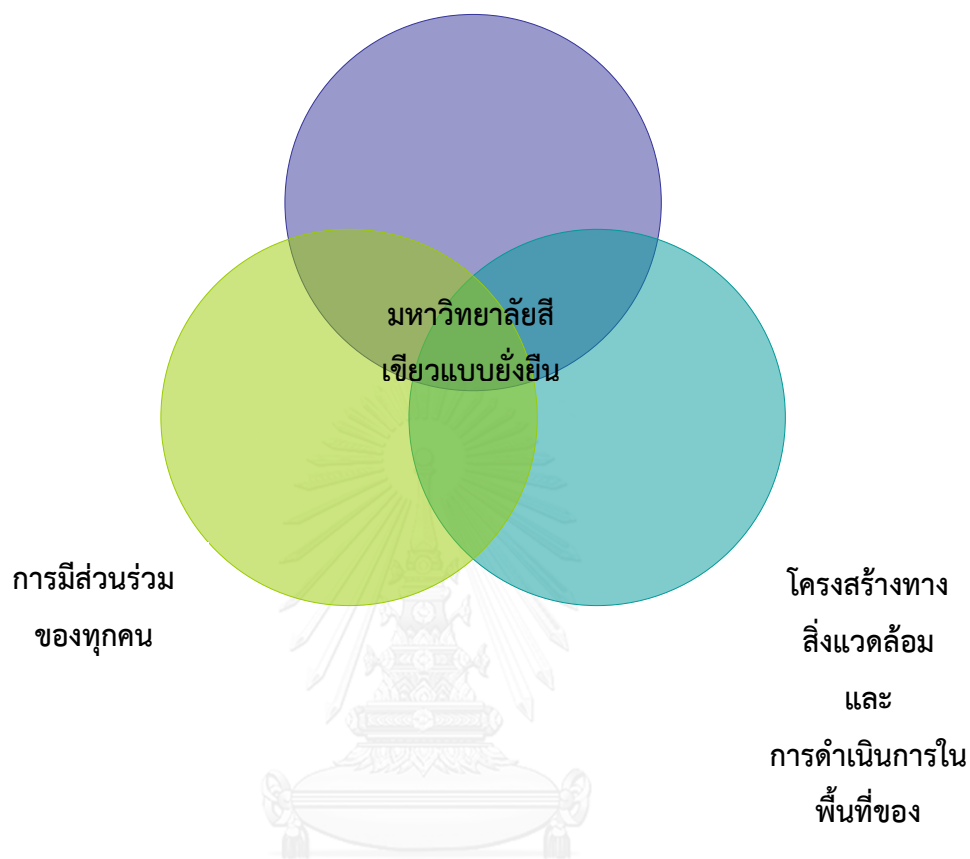 มหาวิทยาลัยสี
เขียวแบบยั่งยืน
การมีส่วนร่วม
ของทุกคน
โครงสร้างทาง
สิ่งแวดล้อม
และ
การดำเนินการใน
พื้นที่ของ